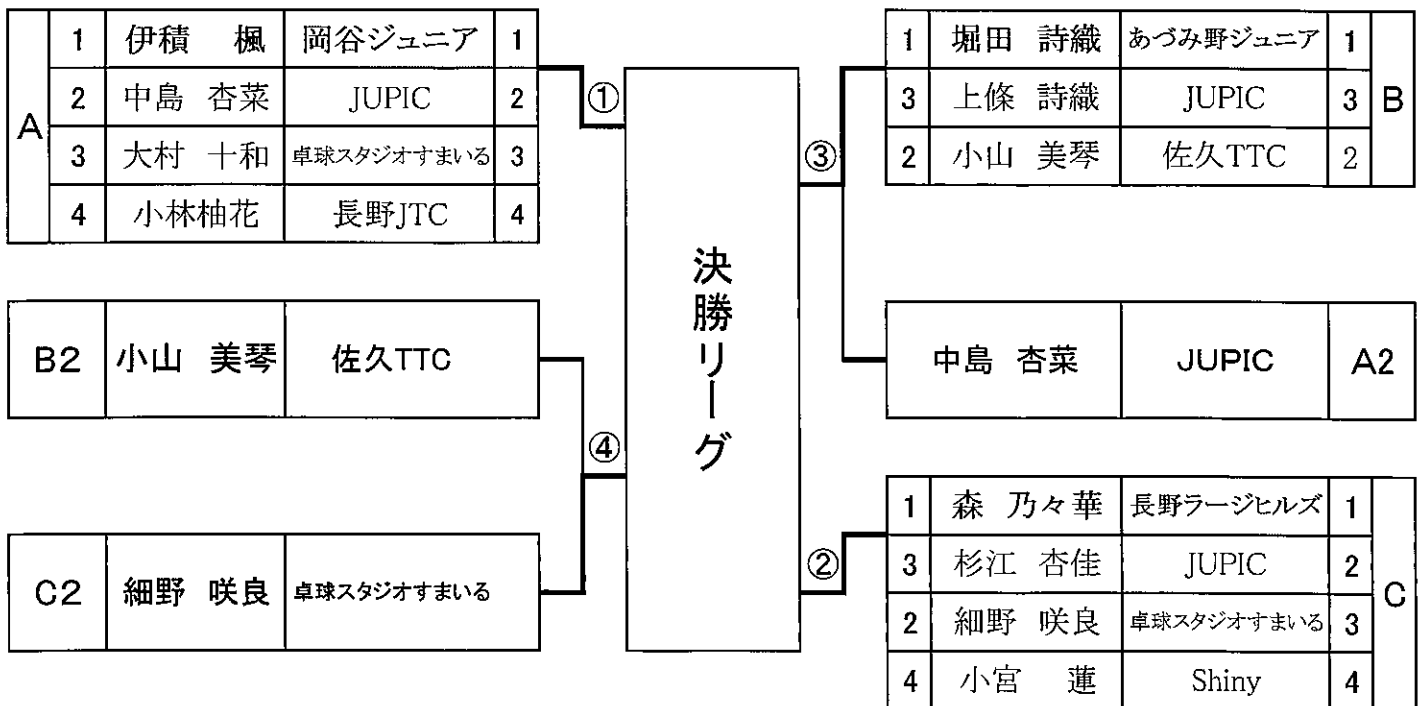 A
1 伊積 楓 岡谷ジュニア 1
2 中島 杏菜 JUPIC 2
3 大村 十和 卓球スタジオすまいる 3
4 小林柚花 長野JTC 4
B2 小山 美琴 佐久TTC
C2 細野 咲良 卓球スタジオすまいる
①
④
決勝リーグ
③
②
1 堀田 詩織 あづみ野ジュニア 1
3 上條 詩織 JUPIC 3
2 小山 美琴 佐久TTC 2
B
中島 杏菜 JUPIC A2
1 森 乃々華 長野ラージヒルズ 1
3 杉江 杏佳 JUPIC 2
2 細野 咲良 卓球スタジオすまいる 3
4 小宮 蓮 Shiny 4
C